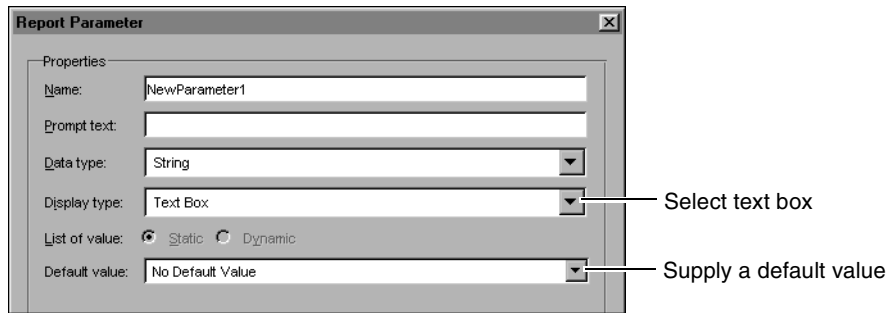 Report Parameter
Properties
Name: NewParameter1
Prompt text:
Data type: String
Display type: Text Box
Select text box
List of value: Static Dynamic
Default value: No Default Value
Supply a default value